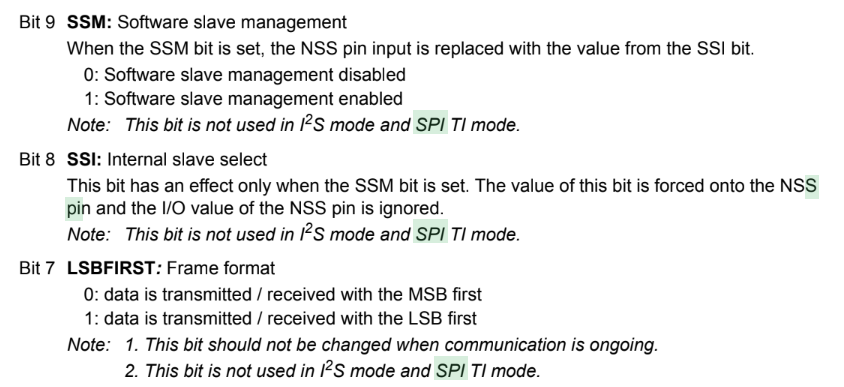 Bit 9 SSM: Software slave management
When the SSM bit is set, the NSS pin input is replaced with the value from the SSI bit.
0: Software slave management disabled
1: Software slave management enabled
Note: This bit is not used in I²S mode and SPI TI mode.
Bit 8 SSI: Internal slave select
This bit has an effect only when the SSM bit is set. The value of this bit is forced onto the NSS
pin and the I/O value of the NSS pin is ignored.
Note: This bit is not used in I²S mode and SPI TI mode.
Bit 7 LSBFIRST: Frame format
0: data is transmitted / received with the MSB first
1: data is transmitted / received with the LSB first
Note: 1. This bit should not be changed when communication is ongoing.
2. This bit is not used in I²S mode and SPI TI mode.